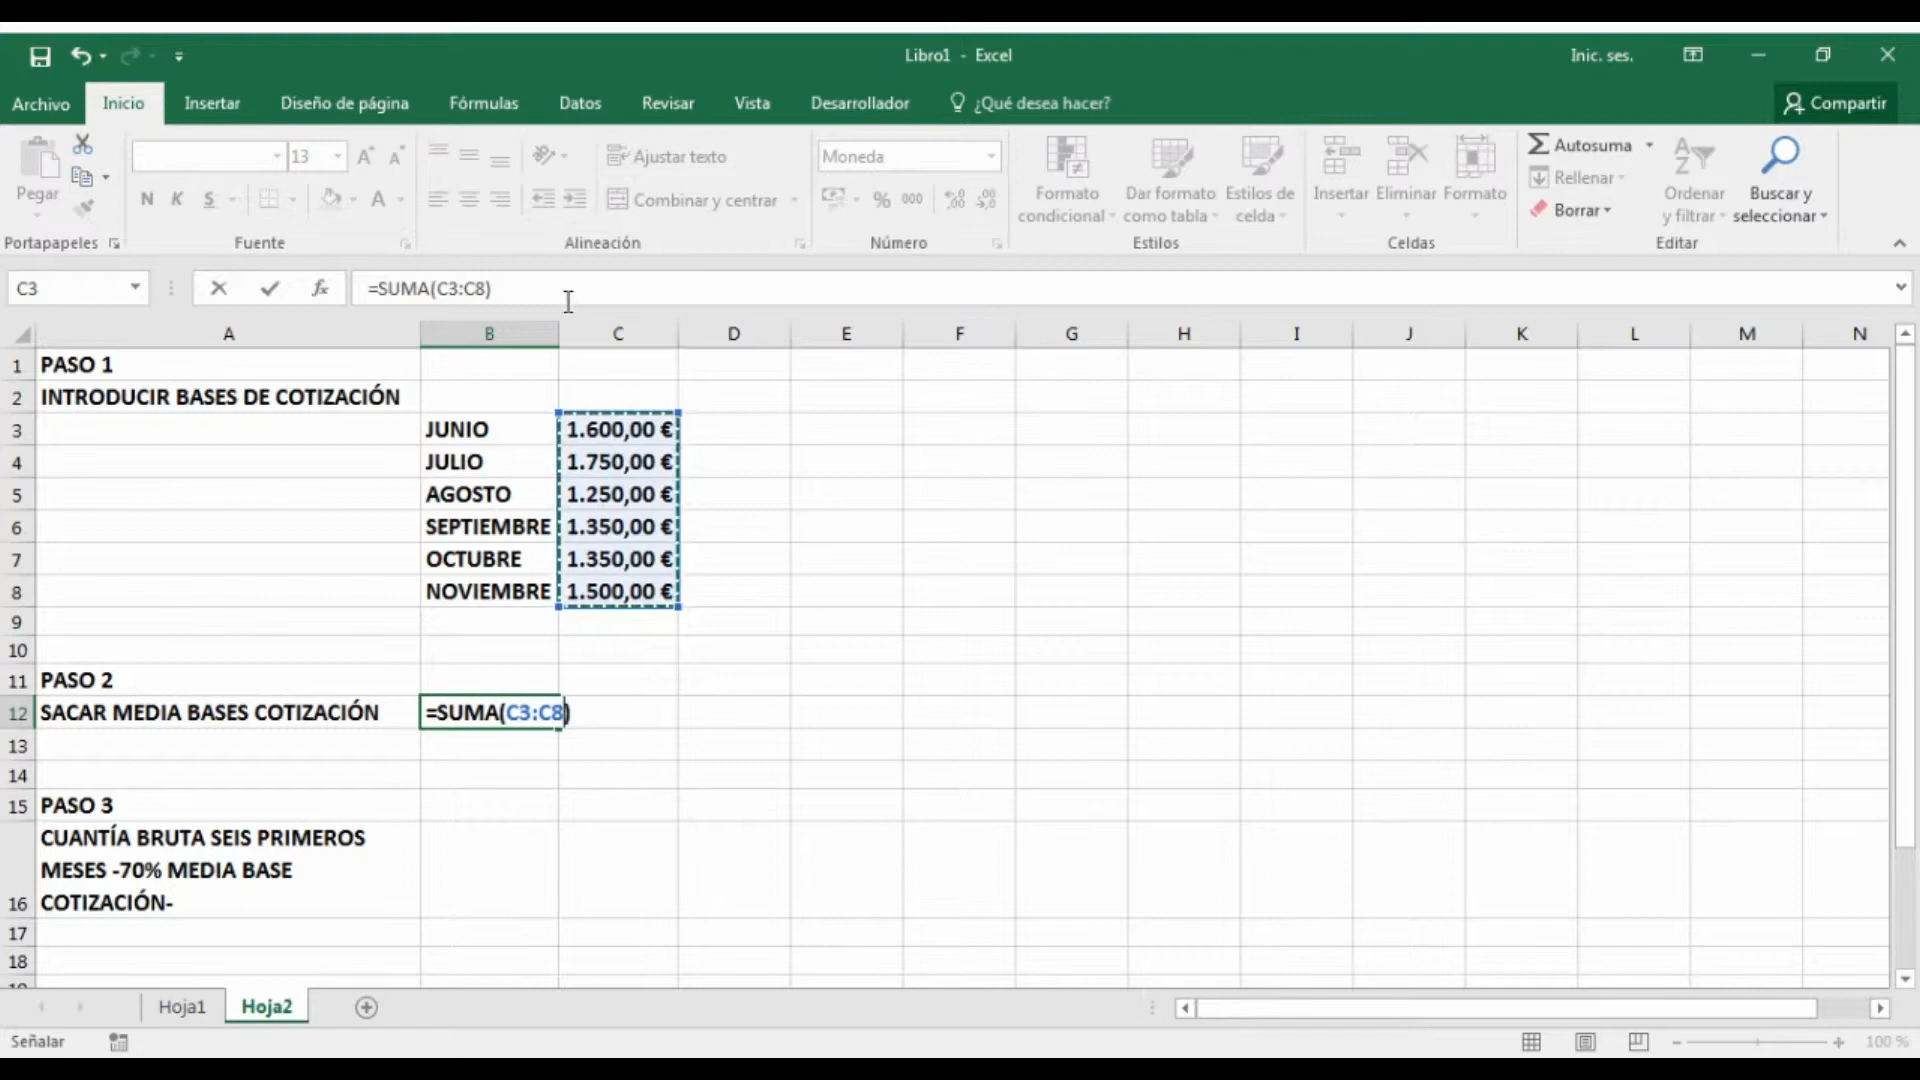 Libro1 - Excel
Inic. ses.
Archivo Inicio Insertar Diseño de página Fórmulas Datos Revisar Vista Desarrollador ¿Qué desea hacer? Compartir
Pegar
Portapapeles
13
N K S
A
Fuente
Ajustar texto
Combinar y centrar
Alineación
Moneda
% 000
Número
Formato condicional
Dar formato como tabla
Estilos de celda
Estilos
Insertar Eliminar Formato
Celdas
Autosuma
Rellenar
Borrar
Ordenar y filtrar
Buscar y seleccionar
Editar
C3 fx =SUMA(C3:C8)
A B C D E F G H I J K L M N
1 PASO 1
2 INTRODUCIR BASES DE COTIZACIÓN
3 JUNIO 1.600,00 €
4 JULIO 1.750,00 €
5 AGOSTO 1.250,00 €
6 SEPTIEMBRE 1.350,00 €
7 OCTUBRE 1.350,00 €
8 NOVIEMBRE 1.500,00 €
9
10
11 PASO 2
12 SACAR MEDIA BASES COTIZACIÓN =SUMA(C3:C8)
13
14
15 PASO 3
CUANTÍA BRUTA SEIS PRIMEROS
MESES -70% MEDIA BASE
16 COTIZACIÓN-
17
18
Hoja1 Hoja2
Señalar
100 %